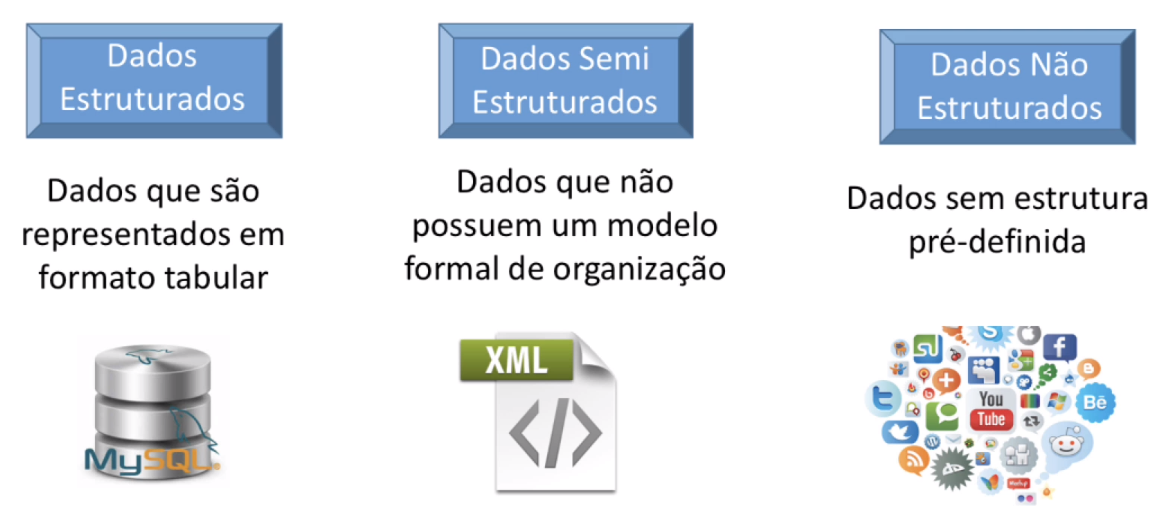 Dados
Estruturados
Dados Semi
Estruturados
Dados Não
Estruturados
Dados que são
representados em
formato tabular
Dados que não
possuem um modelo
formal de organização
Dados sem estrutura
pré-definida
MySQL
XML
</>
You
Tube
Bē